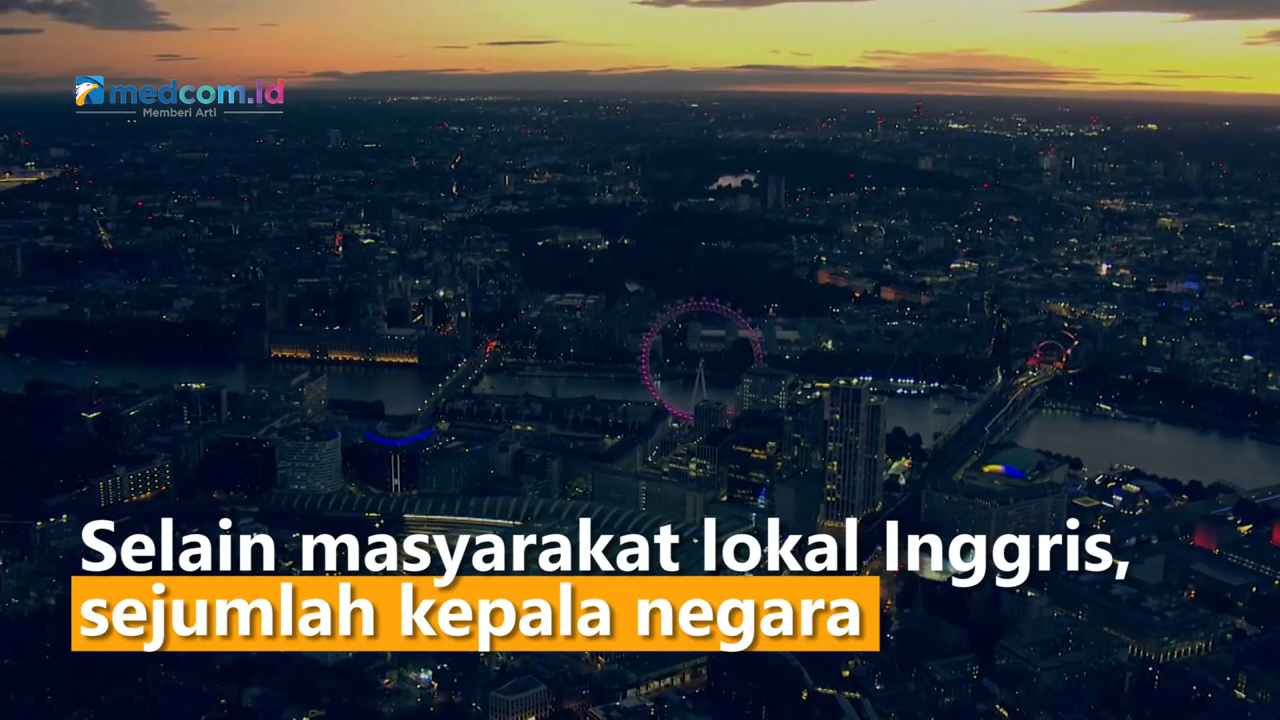 medcom.id
Memberi Arti
Selain masyarakat lokal Inggris,
sejumlah kepala negara